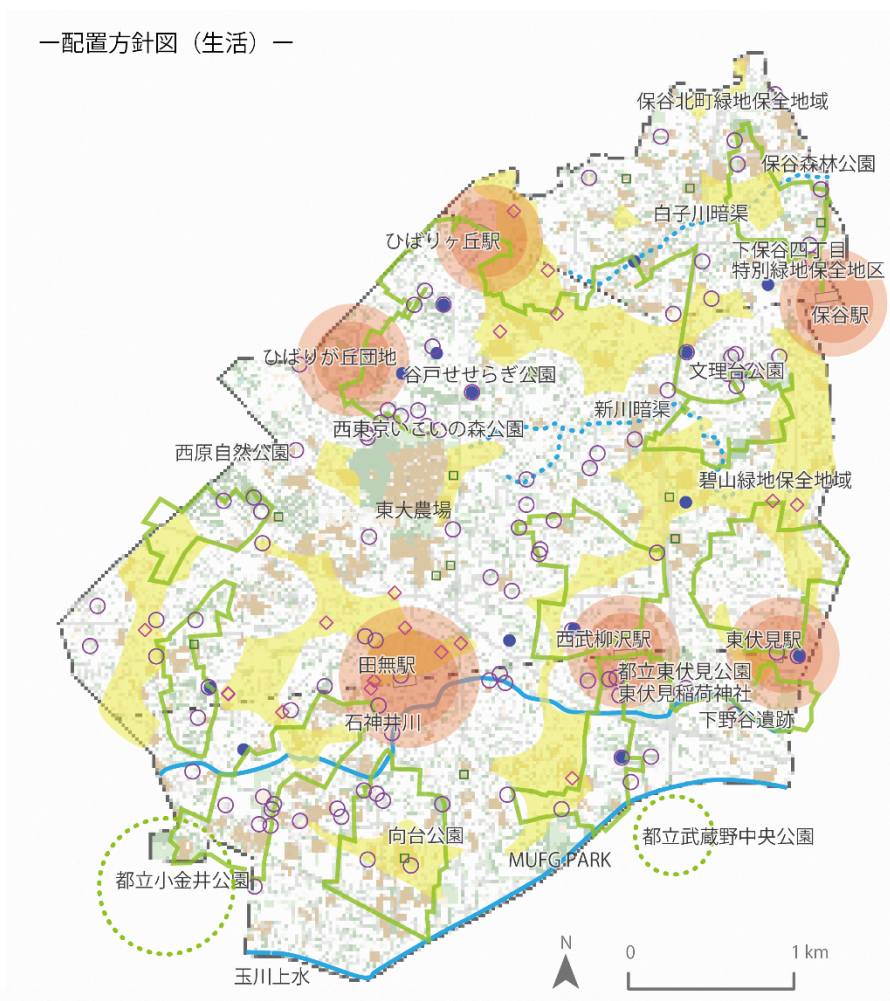 ー配置方針図（生活）ー
保谷北町緑地保全地域
保谷森林公園
白子川暗渠
ひばりヶ丘駅
下保谷四丁目
特別緑地保全地区
保谷駅
ひばりが丘団地
谷戸せせらぎ公園
文理台公園
新川暗渠
西東京いこいの森公園
西原自然公園
碧山緑地保全地域
東大農場
西武柳沢駅
東伏見駅
田無駅
都立東伏見公園
東伏見稲荷神社
石神井川
下野谷遺跡
向台公園
都立武蔵野中央公園
MUFG PARK
都立小金井公園
玉川上水
N
0
1 km